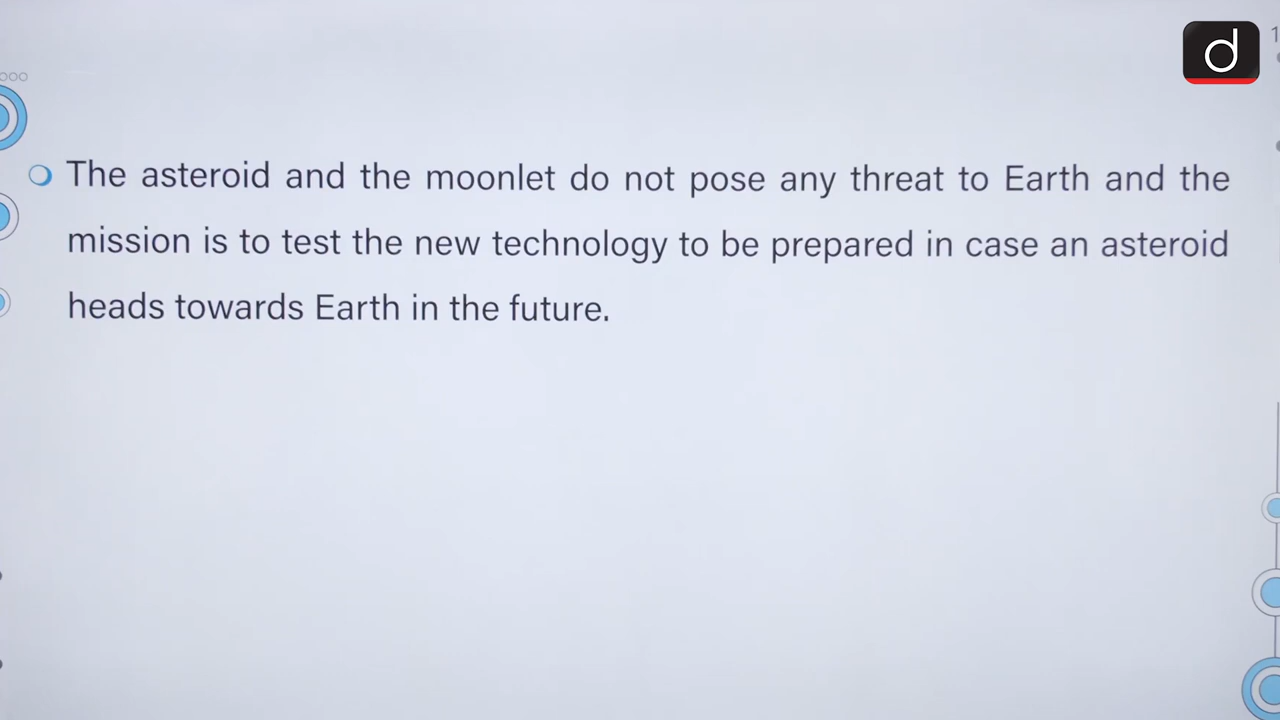 d
1
The asteroid and the moonlet do not pose any threat to Earth and the
mission is to test the new technology to be prepared in case an asteroid
heads towards Earth in the future.